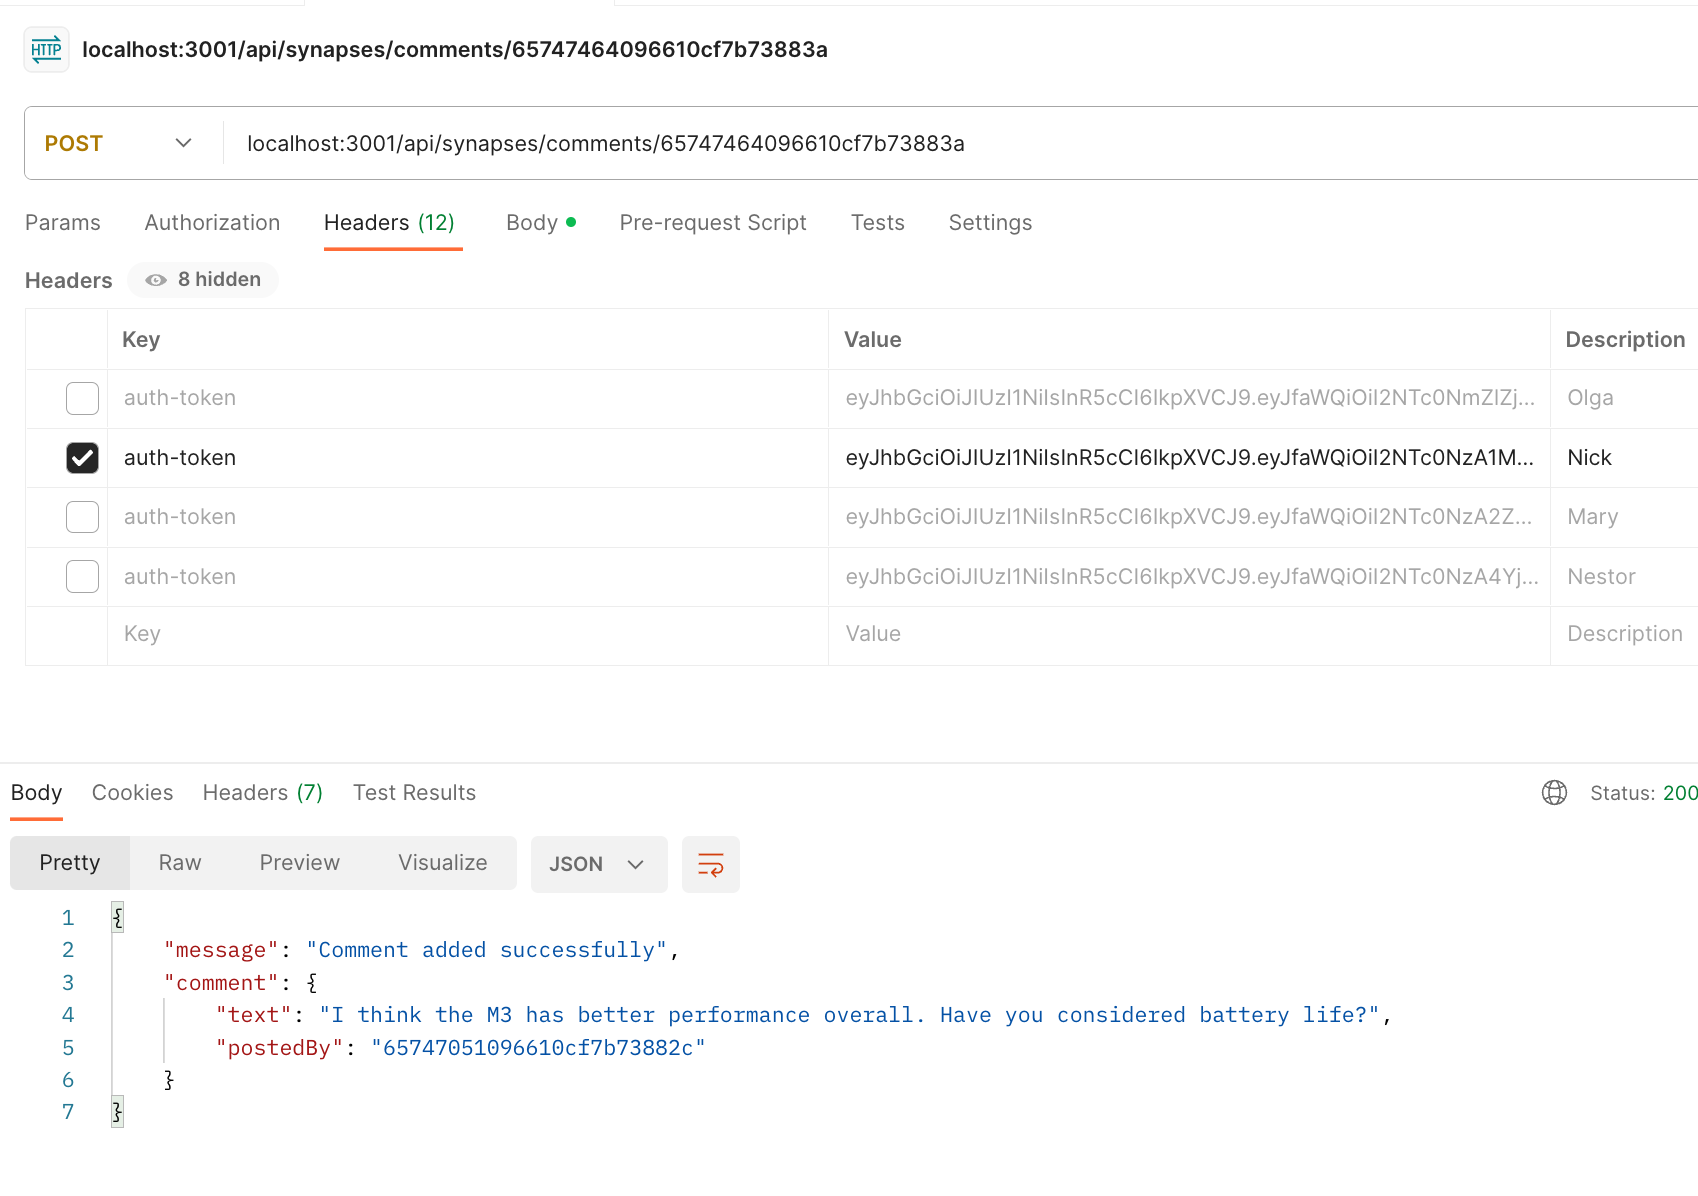 HTTP localhost:3001/api/synapses/comments/65747464096610cf7b73883a
POST localhost:3001/api/synapses/comments/65747464096610cf7b73883a
Params Authorization Headers (12) Body Pre-request Script Tests Settings
Headers 8 hidden
Key Value Description
auth-token eyJhbGciOiJIUzI1NiIsInR5cCI6IkpXVCJ9.eyJfaWQiOiI2NTc0NmZlZj... Olga
auth-token eyJhbGciOiJIUzI1NiIsInR5cCI6IkpXVCJ9.eyJfaWQiOiI2NTc0NzA1M... Nick
auth-token eyJhbGciOiJIUzI1NiIsInR5cCI6IkpXVCJ9.eyJfaWQiOiI2NTc0NzA2Z... Mary
auth-token eyJhbGciOiJIUzI1NiIsInR5cCI6IkpXVCJ9.eyJfaWQiOiI2NTc0NzA4Yj... Nestor
Key Value Description
Body Cookies Headers (7) Test Results Status: 200
Pretty Raw Preview Visualize JSON
1 {
2 "message": "Comment added successfully",
3 "comment": {
4 "text": "I think the M3 has better performance overall. Have you considered battery life?",
5 "postedBy": "65747051096610cf7b73882c"
6 }
7 }